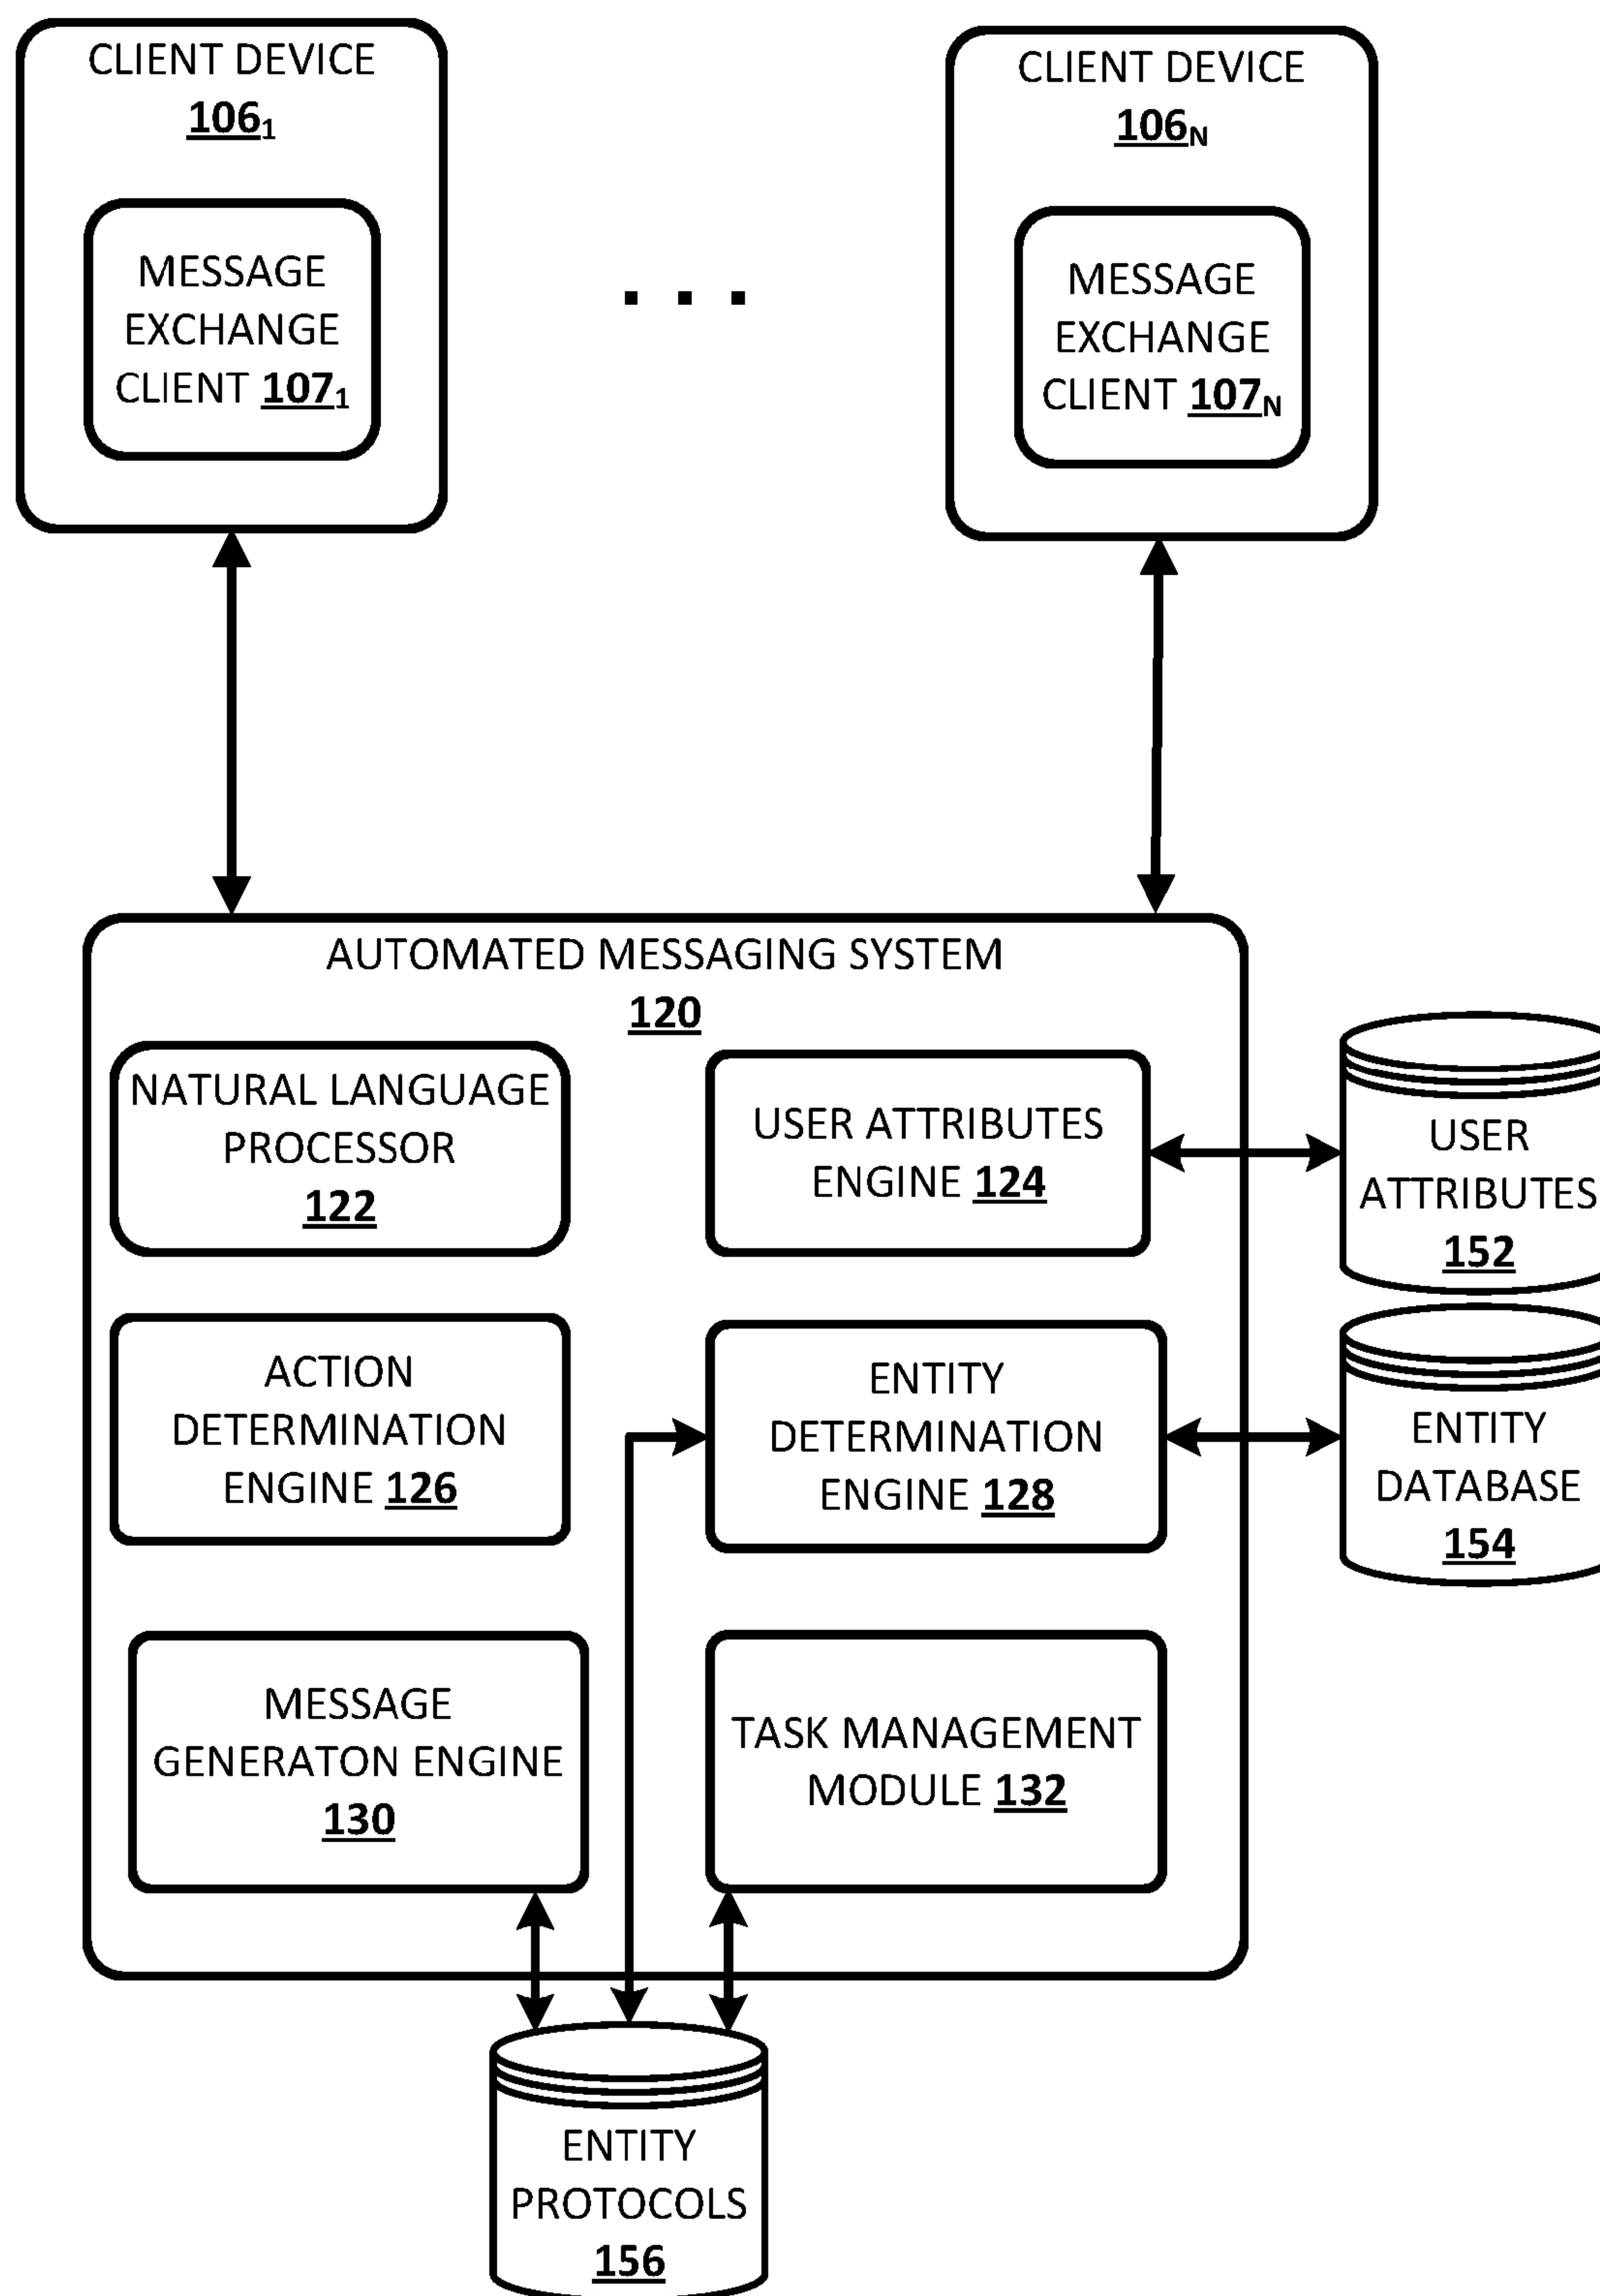 CLIENT DEVICE
106₁
MESSAGE
EXCHANGE
CLIENT 107₁
. . .
CLIENT DEVICE
106ₙ
MESSAGE
EXCHANGE
CLIENT 107ₙ
AUTOMATED MESSAGING SYSTEM
120
NATURAL LANGUAGE
PROCESSOR
122
USER ATTRIBUTES
ENGINE 124
USER
ATTRIBUTES
152
ACTION
DETERMINATION
ENGINE 126
ENTITY
DETERMINATION
ENGINE 128
ENTITY
DATABASE
154
MESSAGE
GENERATON ENGINE
130
TASK MANAGEMENT
MODULE 132
ENTITY
PROTOCOLS
156